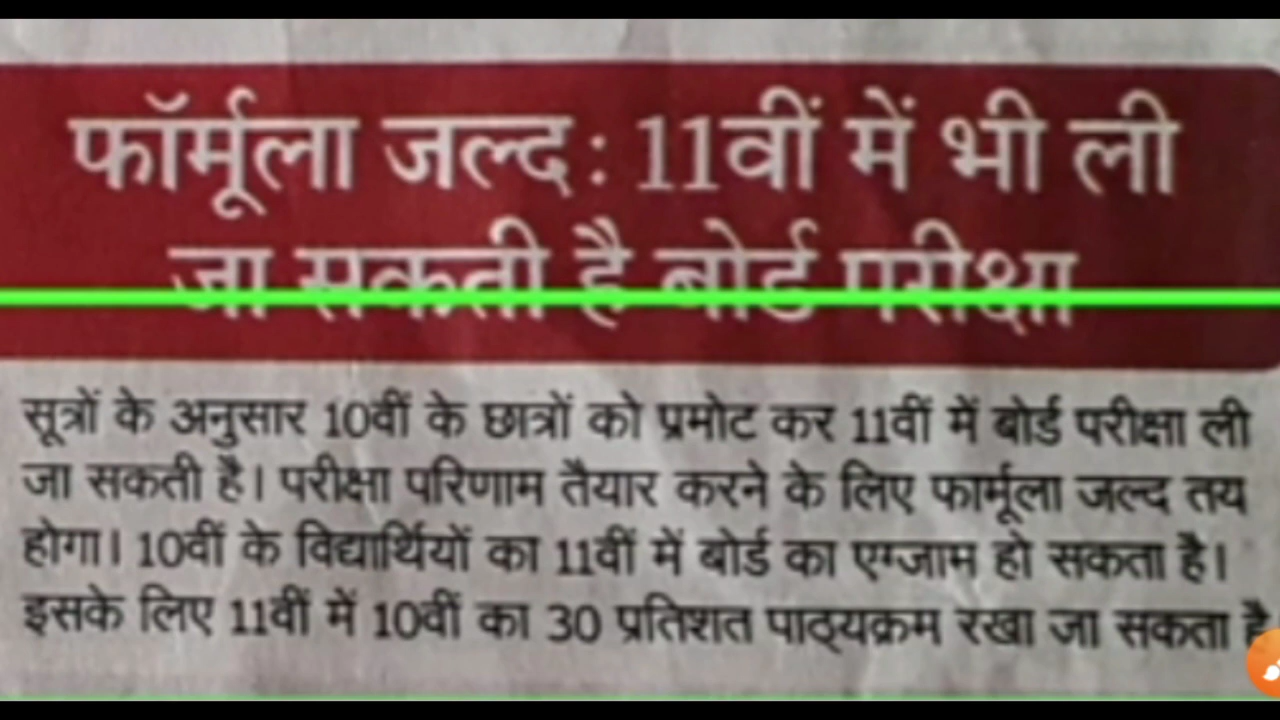 फॉर्मूला जल्द : 11वीं में भी ली
जा सकती है बोर्ड परीक्षा
सूत्रों के अनुसार 10वीं के छात्रों को प्रमोट कर 11वीं में बोर्ड परीक्षा ली
जा सकती है। परीक्षा परिणाम तैयार करने के लिए फार्मूला जल्द तय
होगा। 10वीं के विद्यार्थियों का 11वीं में बोर्ड का एग्जाम हो सकता है।
इसके लिए 11वीं में 10वीं का 30 प्रतिशत पाठ्यक्रम रखा जा सकता है